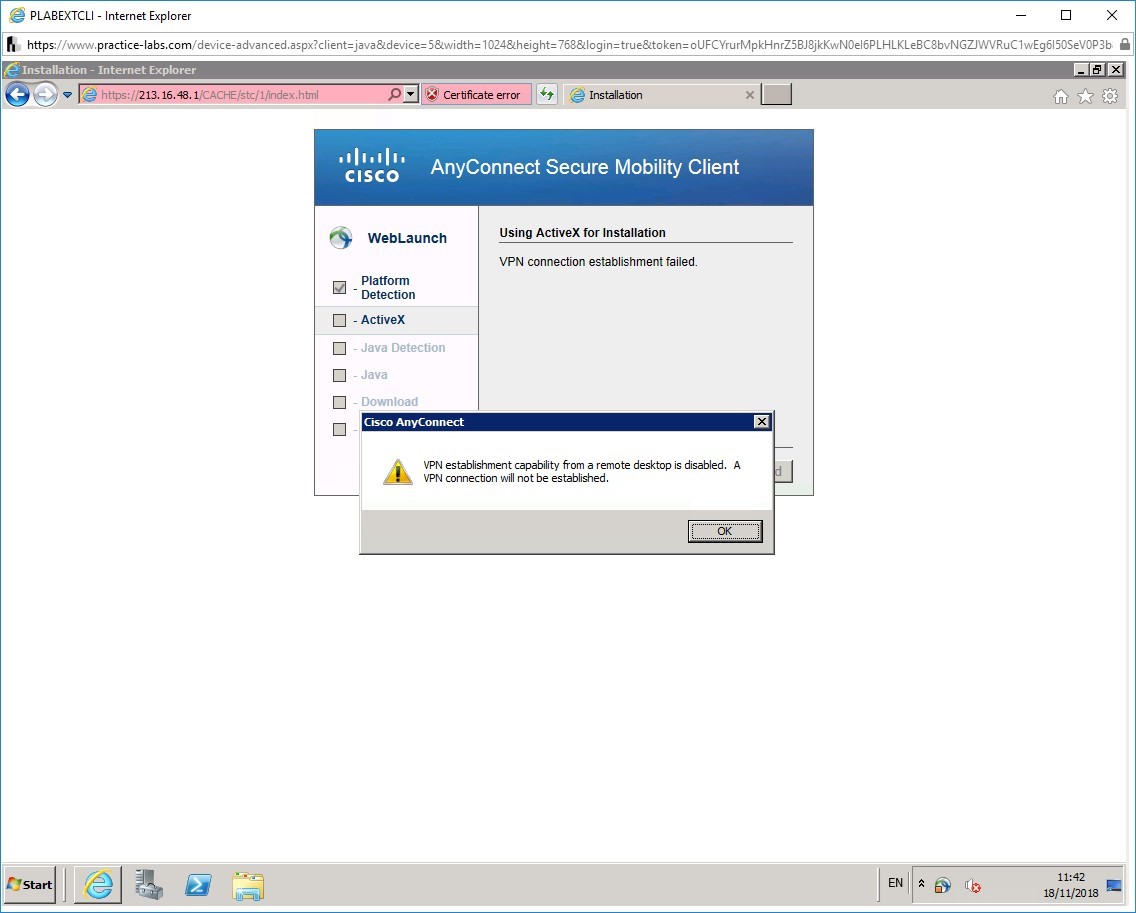 PLABEXTCLI - Internet Explorer
https://www.practice-labs.com/device-advanced.aspx?client=java&device=5&width=1024&height=768&login=true&token=oUFCYrurMpkHnrZ5BJ8jkKwN0eI6PLHLKLeBC8bvNGZJWVRuC1wEg6I50SeV0P3b
Installation - Internet Explorer
https://213.16.48.1/CACHE/stc/1/index.html
Certificate error
Installation
CISCO
AnyConnect Secure Mobility Client
WebLaunch
- Platform
Detection
- ActiveX
- Java Detection
- Java
- Download
-
Using ActiveX for Installation
VPN connection establishment failed.
d
Cisco AnyConnect
VPN establishment capability from a remote desktop is disabled. A
VPN connection will not be established.
OK
Start
EN
11:42
18/11/2018